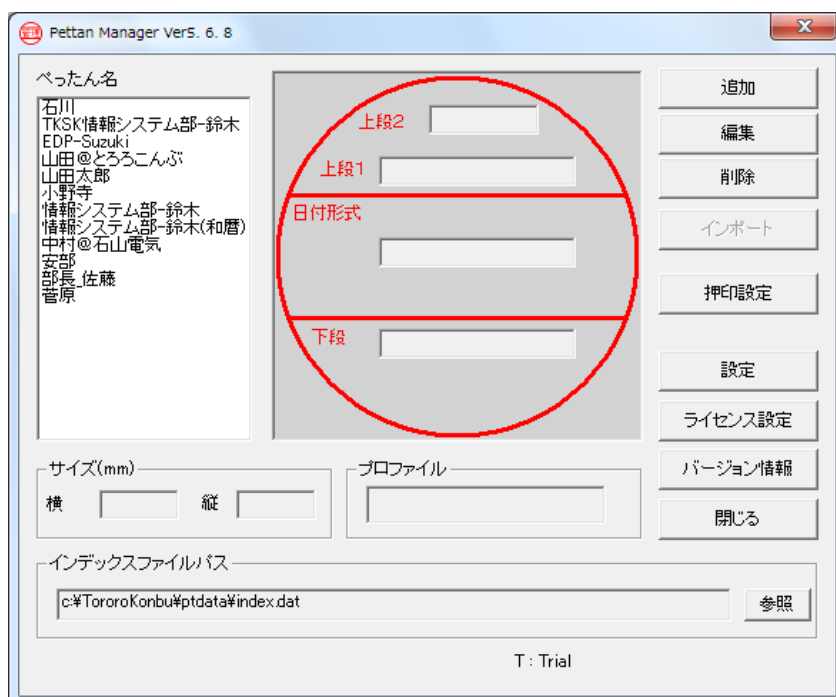 管理
Pettan Manager Ver5. 6. 8
ぺったん名
石川
TKSK情報システム部-鈴木
EDP-Suzuki
山田@とろろこんぶ
山田太郎
小野寺
情報システム部-鈴木
情報システム部-鈴木(和暦)
中村@石山電気
安部
部長_佐藤
菅原
上段2
上段1
日付形式
下段
追加
編集
削除
インポート
押印設定
設定
ライセンス設定
バージョン情報
閉じる
サイズ(mm)
横
縦
プロファイル
インデックスファイルパス
c:¥TororoKonbu¥ptdata¥index.dat
参照
T : Trial